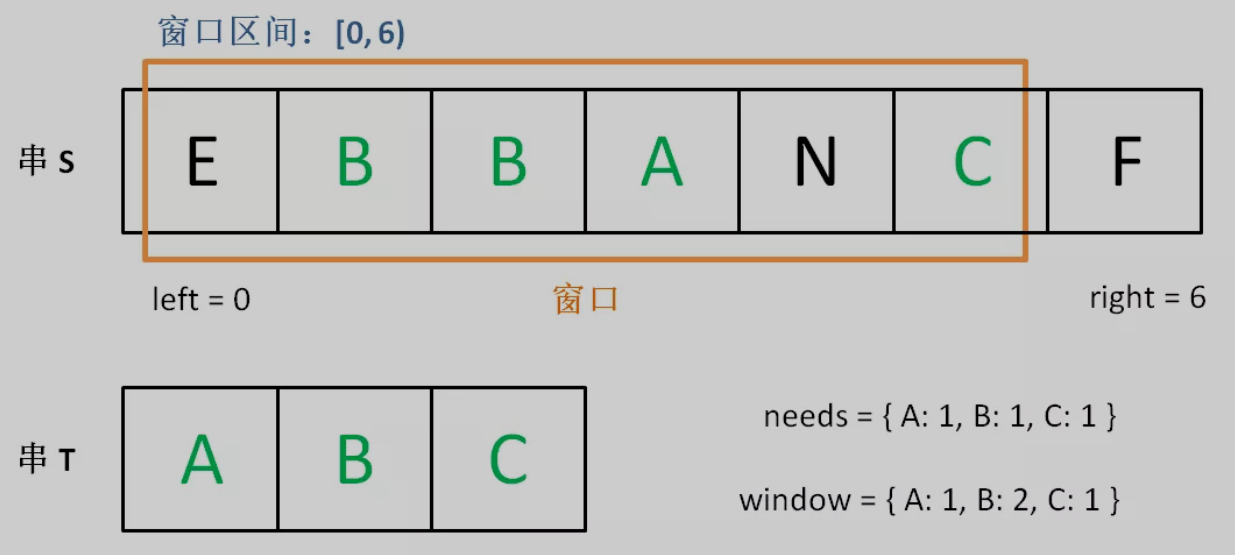 窗口区间：[0, 6)
串 S E B B A N C F
left = 0 窗口 right = 6
串 T A B C
needs = { A: 1, B: 1, C: 1 }
window = { A: 1, B: 2, C: 1 }